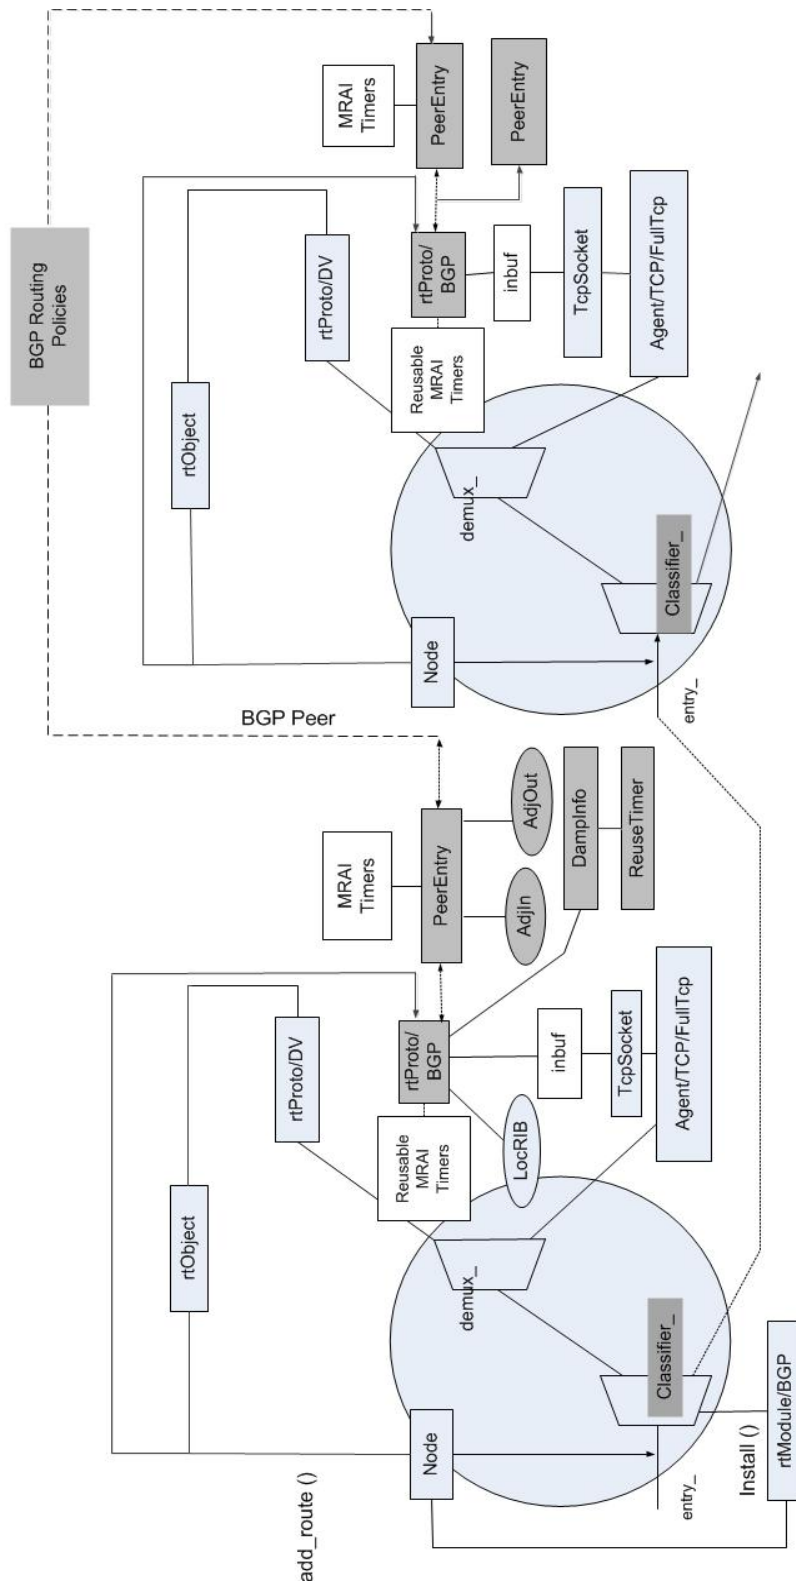 BGP Routing
Policies
BGP Peer
add_route ()
rtObject
rtProto/DV
MRAI
Timers
rtProto/
BGP
PeerEntry
Reusable
MRAI
Timers
AdjIn
AdjOut
LocRIB
inbuf
DampInfo
ReuseTimer
TcpSocket
Agent/TCP/FullTcp
Node
demux_
Classifier_
entry_
Install ()
rtModule/BGP
rtObject
rtProto/DV
MRAI
Timers
rtProto/
BGP
PeerEntry
PeerEntry
Reusable
MRAI
Timers
inbuf
TcpSocket
Agent/TCP/FullTcp
Node
demux_
Classifier_
entry_